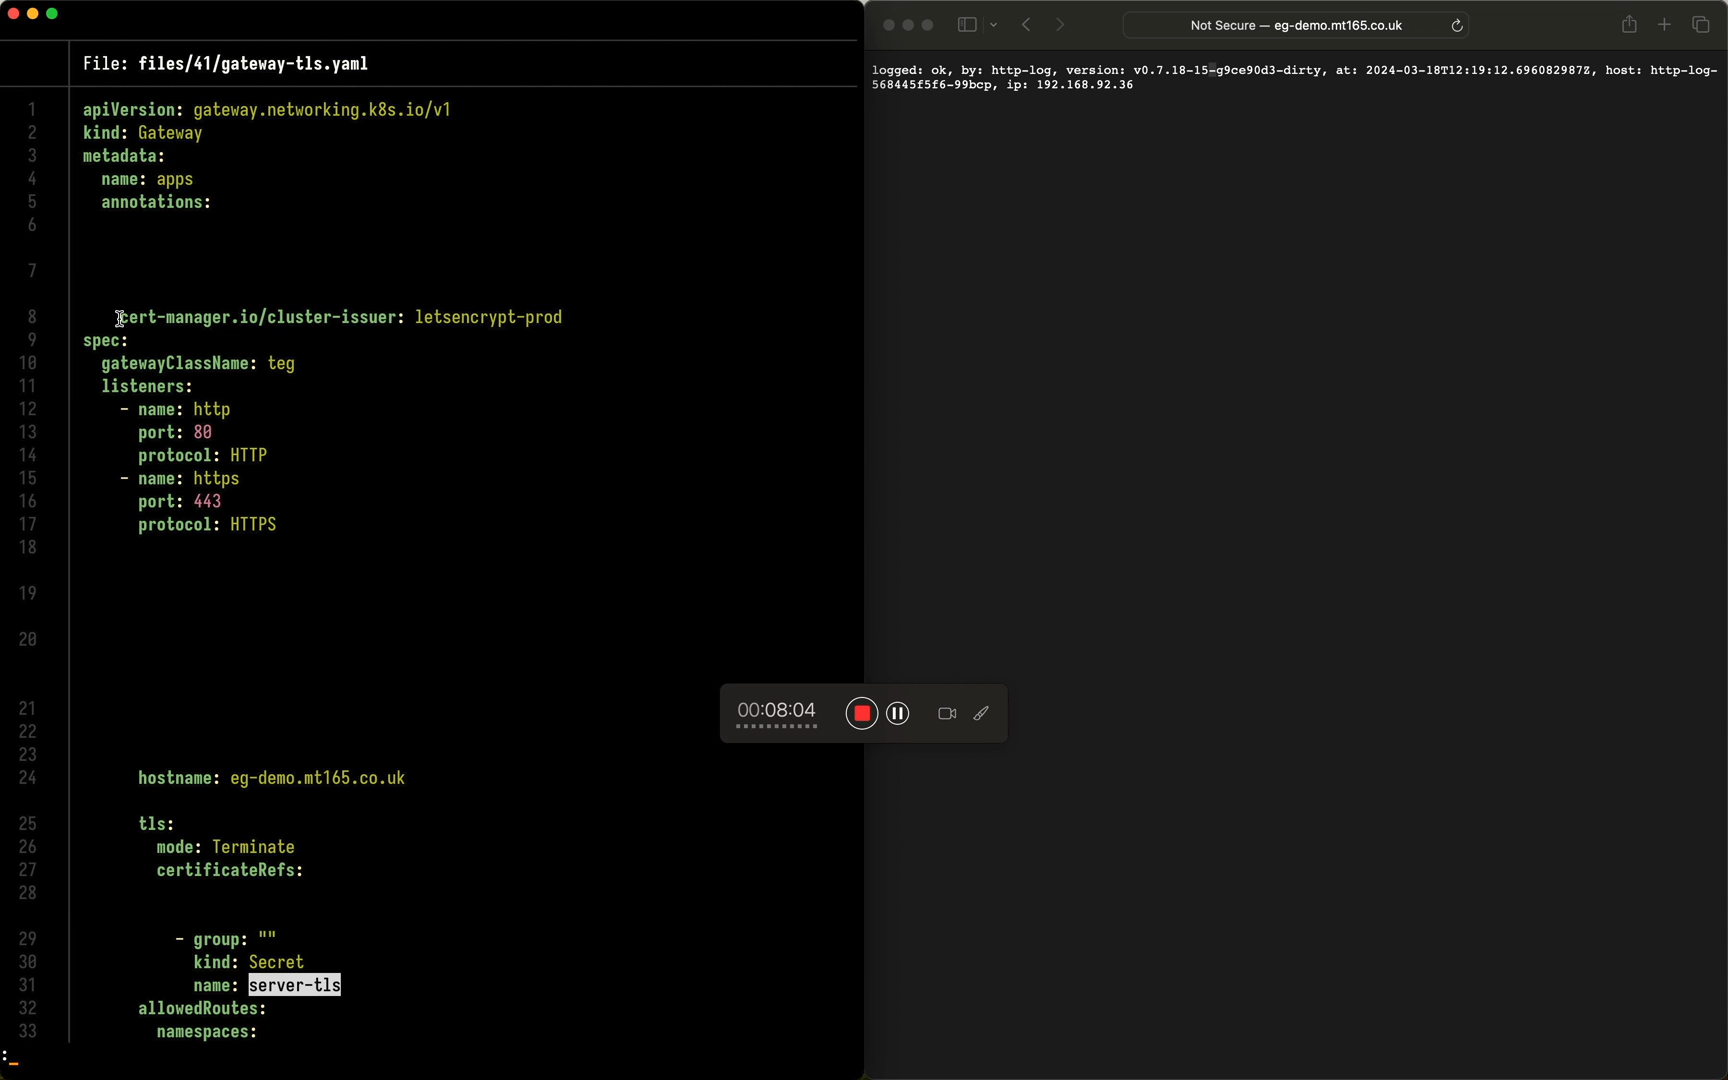 File: files/41/gateway-tls.yaml
1 apiVersion: gateway.networking.k8s.io/v1
2 kind: Gateway
3 metadata:
4 name: apps
5 annotations:
6
7
8 cert-manager.io/cluster-issuer: letsencrypt-prod
9 spec:
10 gatewayClassName: teg
11 listeners:
12 - name: http
13 port: 80
14 protocol: HTTP
15 - name: https
16 port: 443
17 protocol: HTTPS
18
19
20
21
22
23
24 hostname: eg-demo.mt165.co.uk
25 tls:
26 mode: Terminate
27 certificateRefs:
28
29 - group: ""
30 kind: Secret
31 name: server-tls
32 allowedRoutes:
33 namespaces:
:
Not Secure — eg-demo.mt165.co.uk
logged: ok, by: http-log, version: v0.7.18-15-g9ce90d3-dirty, at: 2024-03-18T12:19:12.696082987Z, host: http-log-
568445f5f6-99bcp, ip: 192.168.92.36
00:08:04